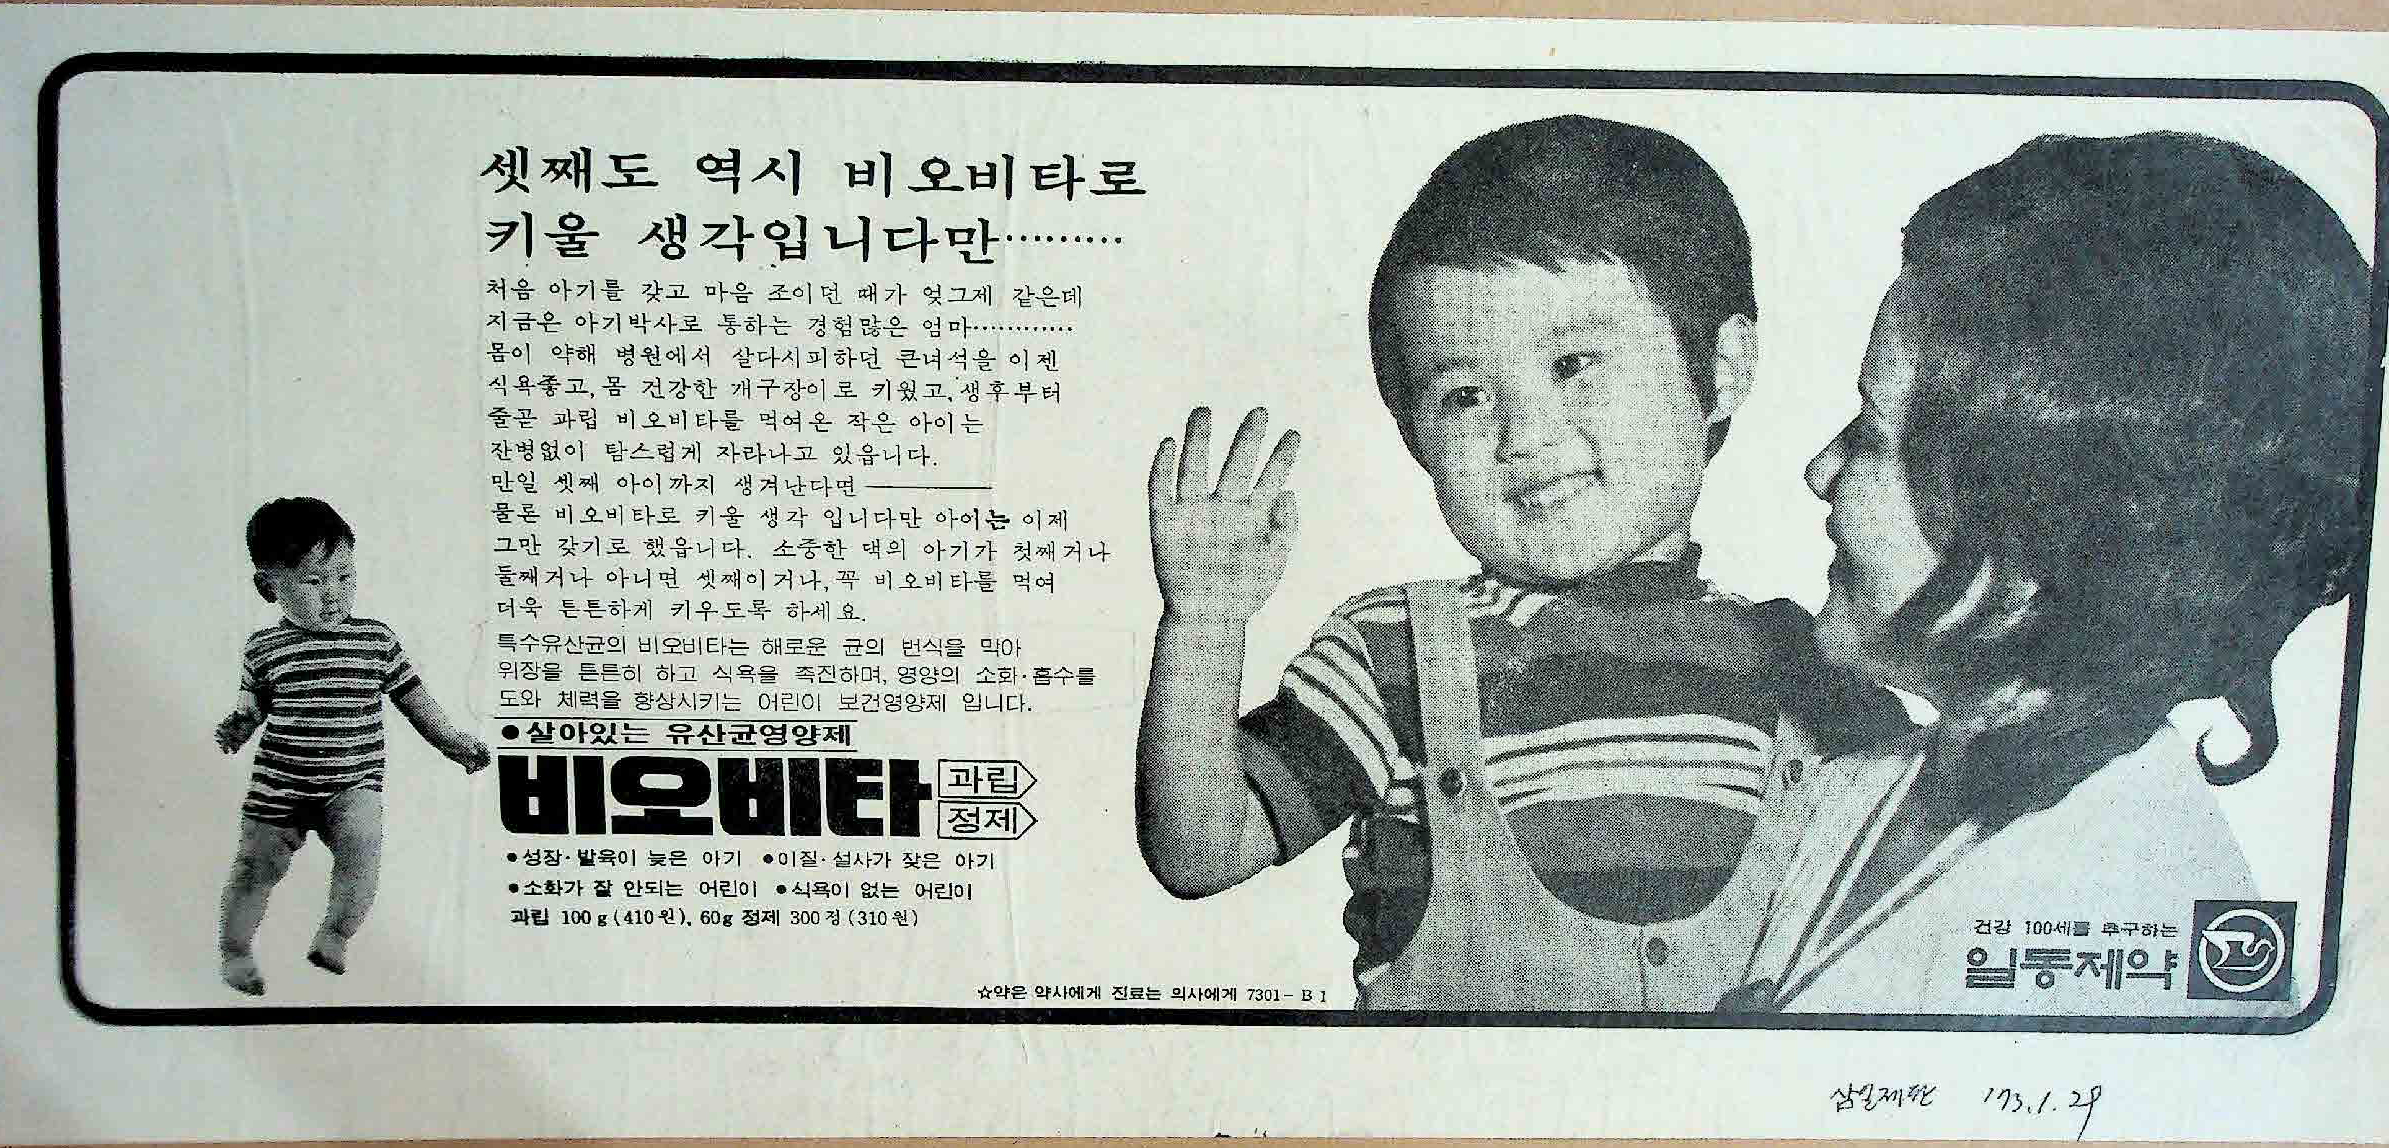 셋째도 역시 비오비타로
키울 생각입니다만………
처음 아기를 갖고 마음 조이던 때가 엊그제 같은데
지금은 아기박사로 통하는 경험많은 엄마…………
몸이 약해 병원에서 살다시피하던 큰녀석을 이젠
식욕좋고, 몸 건강한 개구장이로 키웠고, 생후부터
줄곧 과립 비오비타를 먹여온 작은 아이는
잔병없이 탐스럽게 자라나고 있읍니다.
만일 셋째 아이까지 생겨난다면————
물론 비오비타로 키울 생각 입니다만 아이는 이제
그만 갖기로 했읍니다. 소중한 댁의 아기가 첫째거나
둘째거나 아니면 셋째이거나, 꼭 비오비타를 먹여
더욱 튼튼하게 키우도록 하세요.
특수유산균의 비오비타는 해로운 균의 번식을 막아
위장을 튼튼히 하고 식욕을 촉진하며, 영양의 소화·흡수를
도와 체력을 향상시키는 어린이 보건영양제 입니다.
●살아있는 유산균영양제
비오비타 과립
정제
●성장·발육이 늦은 아기 ●이질·설사가 잦은 아기
●소화가 잘 안되는 어린이 ●식욕이 없는 어린이
과립 100g(410원), 60g 정제 300정(310원)
☆약은 약사에게 진료는 의사에게 7301-B1
건강 100세를 추구하는
일동제약
'73.1.29